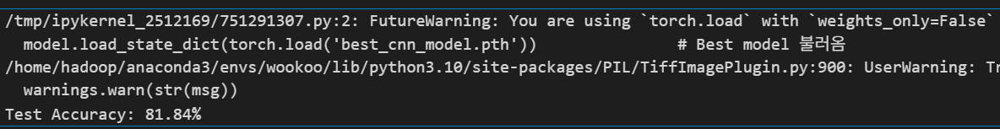 /tmp/ipykernel_2512169/751291307.py:2: FutureWarning: You are using `torch.load` with `weights_only=False`
  model.load_state_dict(torch.load('best_cnn_model.pth'))               # Best model 불러옴
/home/hadoop/anaconda3/envs/wookoo/lib/python3.10/site-packages/PIL/TiffImagePlugin.py:900: UserWarning: Tr
  warnings.warn(str(msg))
Test Accuracy: 81.84%